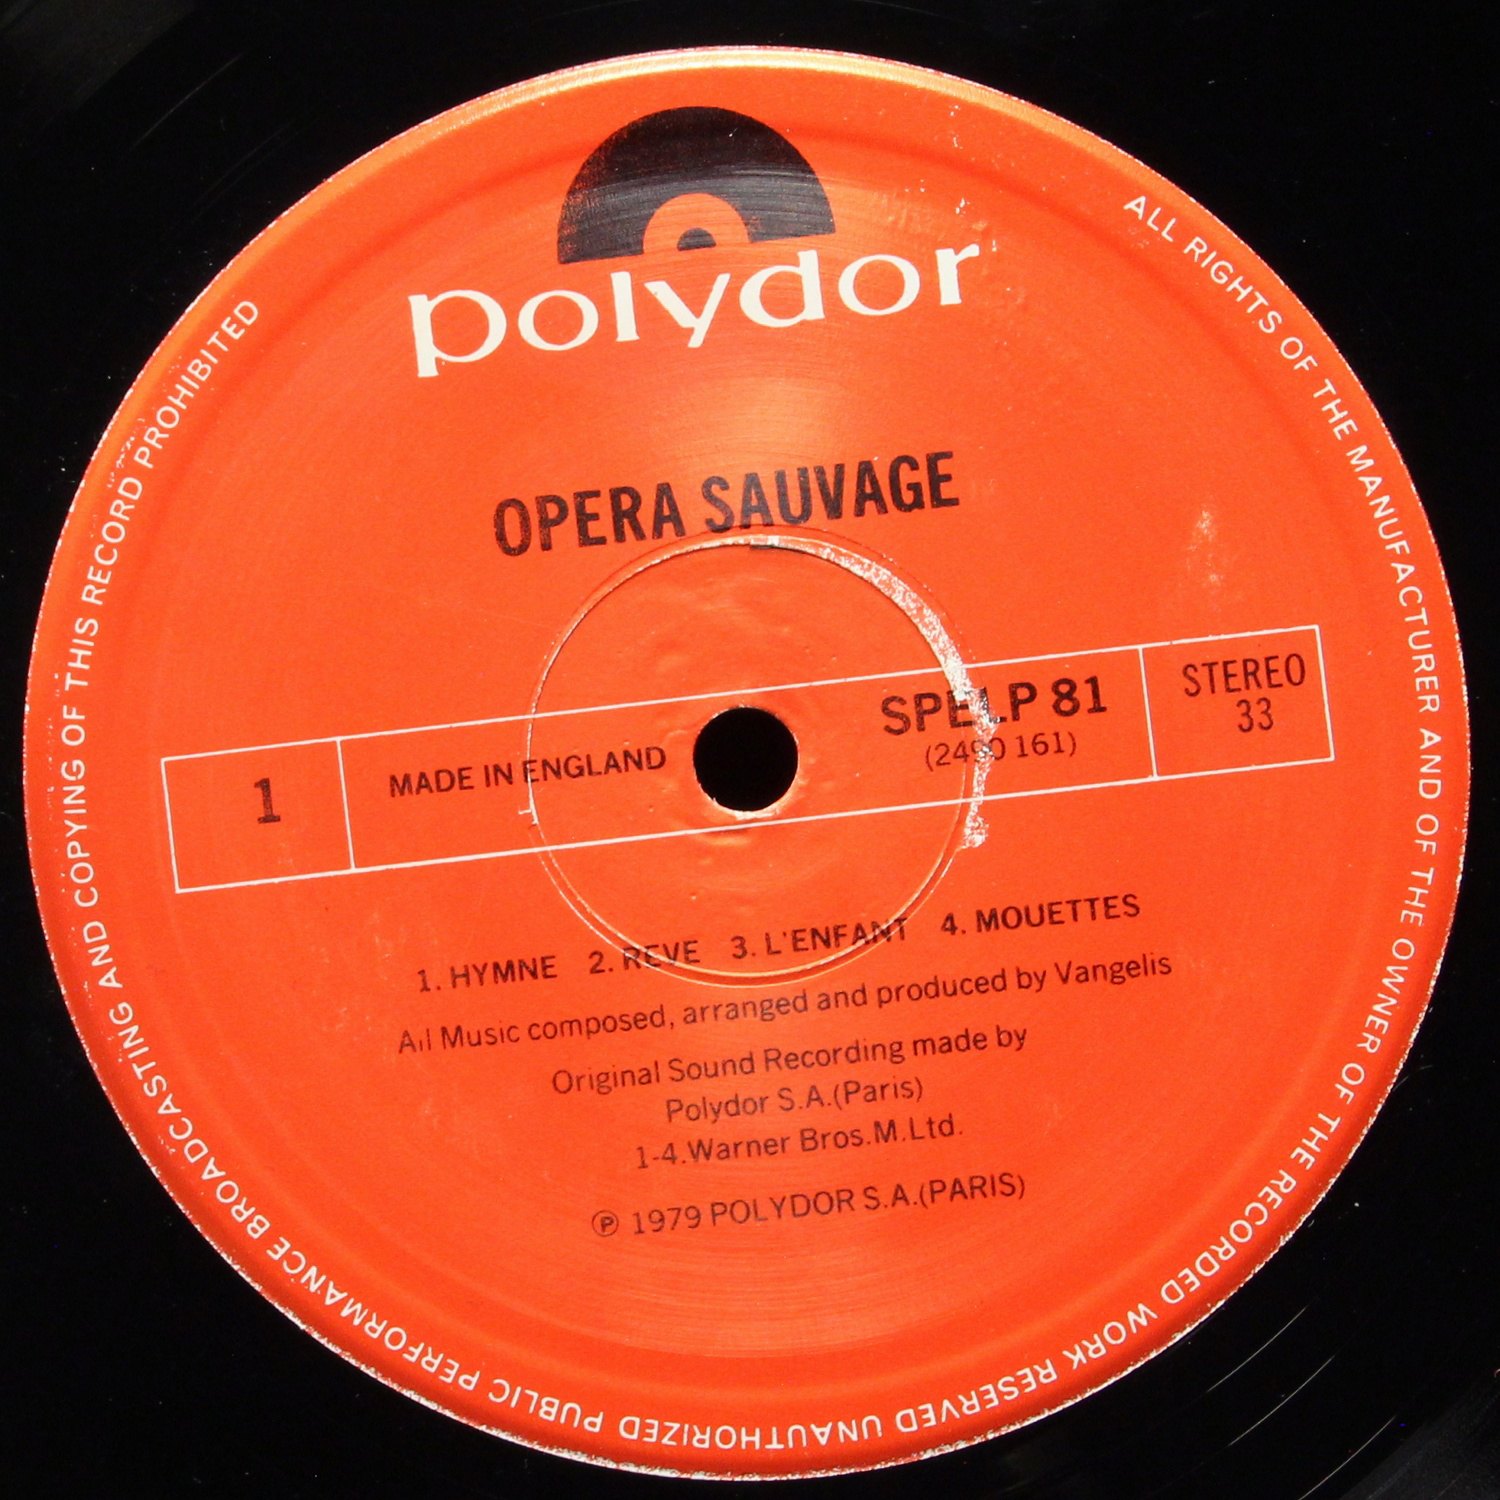 polydor
OPERA SAUVAGE
1
MADE IN ENGLAND
SPELP 81
(2490 161)
STEREO
33
1. HYMNE 2. REVE 3. L'ENFANT 4. MOUETTES
All Music composed, arranged and produced by Vangelis
Original Sound Recording made by
Polydor S.A.(Paris)
1-4.Warner Bros.M.Ltd.
℗ 1979 POLYDOR S.A.(PARIS)
ALL RIGHTS OF THE MANUFACTURER AND OF THE OWNER OF THE RECORDED WORK RESERVED UNAUTHORIZED PUBLIC PERFORMANCE BROADCASTING AND COPYING OF THIS RECORD PROHIBITED